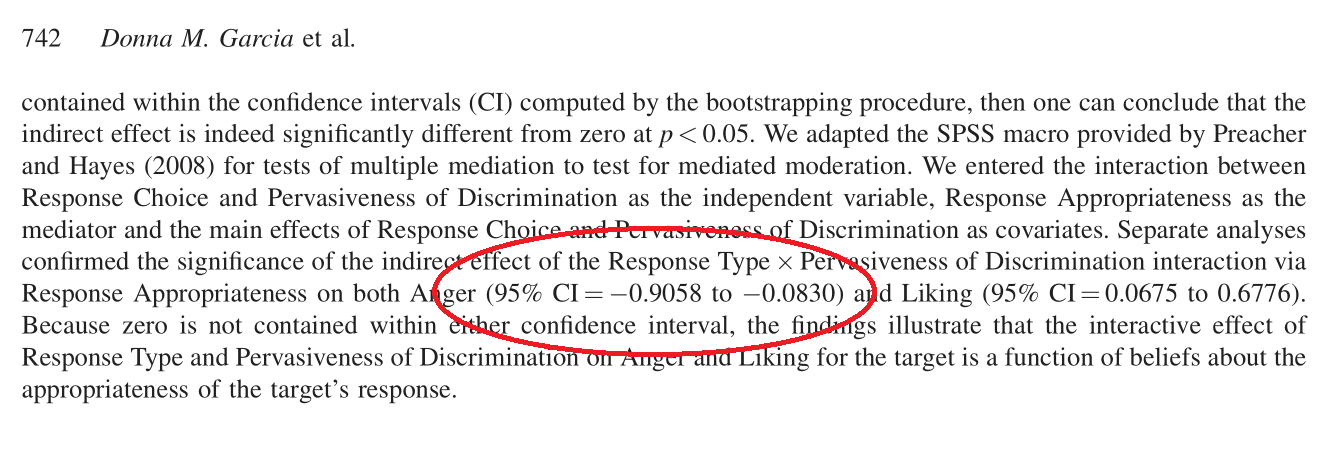 742 Donna M. Garcia et al.
contained within the confidence intervals (CI) computed by the bootstrapping procedure, then one can conclude that the
indirect effect is indeed significantly different from zero at p < 0.05. We adapted the SPSS macro provided by Preacher
and Hayes (2008) for tests of multiple mediation to test for mediated moderation. We entered the interaction between
Response Choice and Pervasiveness of Discrimination as the independent variable, Response Appropriateness as the
mediator and the main effects of Response Choice and Pervasiveness of Discrimination as covariates. Separate analyses
confirmed the significance of the indirect effect of the Response Type × Pervasiveness of Discrimination interaction via
Response Appropriateness on both Anger (95% CI = −0.9058 to −0.0830) and Liking (95% CI = 0.0675 to 0.6776).
Because zero is not contained within either confidence interval, the findings illustrate that the interactive effect of
Response Type and Pervasiveness of Discrimination on Anger and Liking for the target is a function of beliefs about the
appropriateness of the target's response.